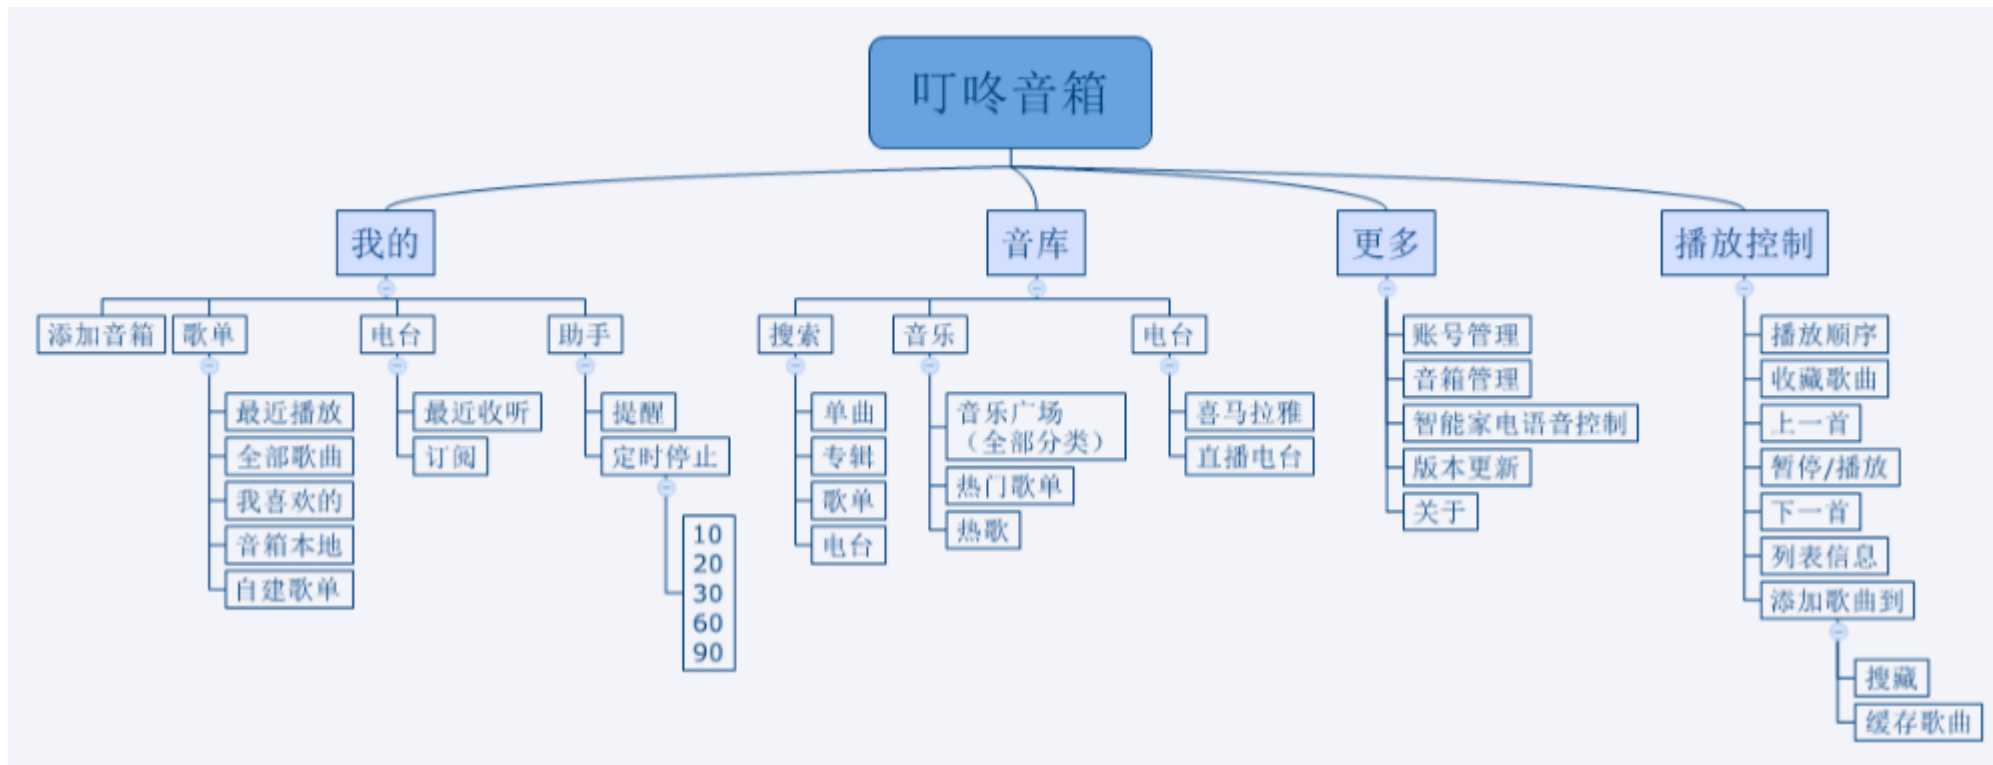 叮咚音箱
我的
音库
更多
播放控制
添加音箱
歌单
电台
助手
搜索
音乐
电台
最近播放
全部歌曲
我喜欢的
音箱本地
自建歌单
最近收听
订阅
提醒
定时停止
10
20
30
60
90
单曲
专辑
歌单
电台
音乐广场
（全部分类）
热门歌单
热歌
喜马拉雅
直播电台
账号管理
音箱管理
智能家电语音控制
版本更新
关于
播放顺序
收藏歌曲
上一首
暂停/播放
下一首
列表信息
添加歌曲到
搜藏
缓存歌曲